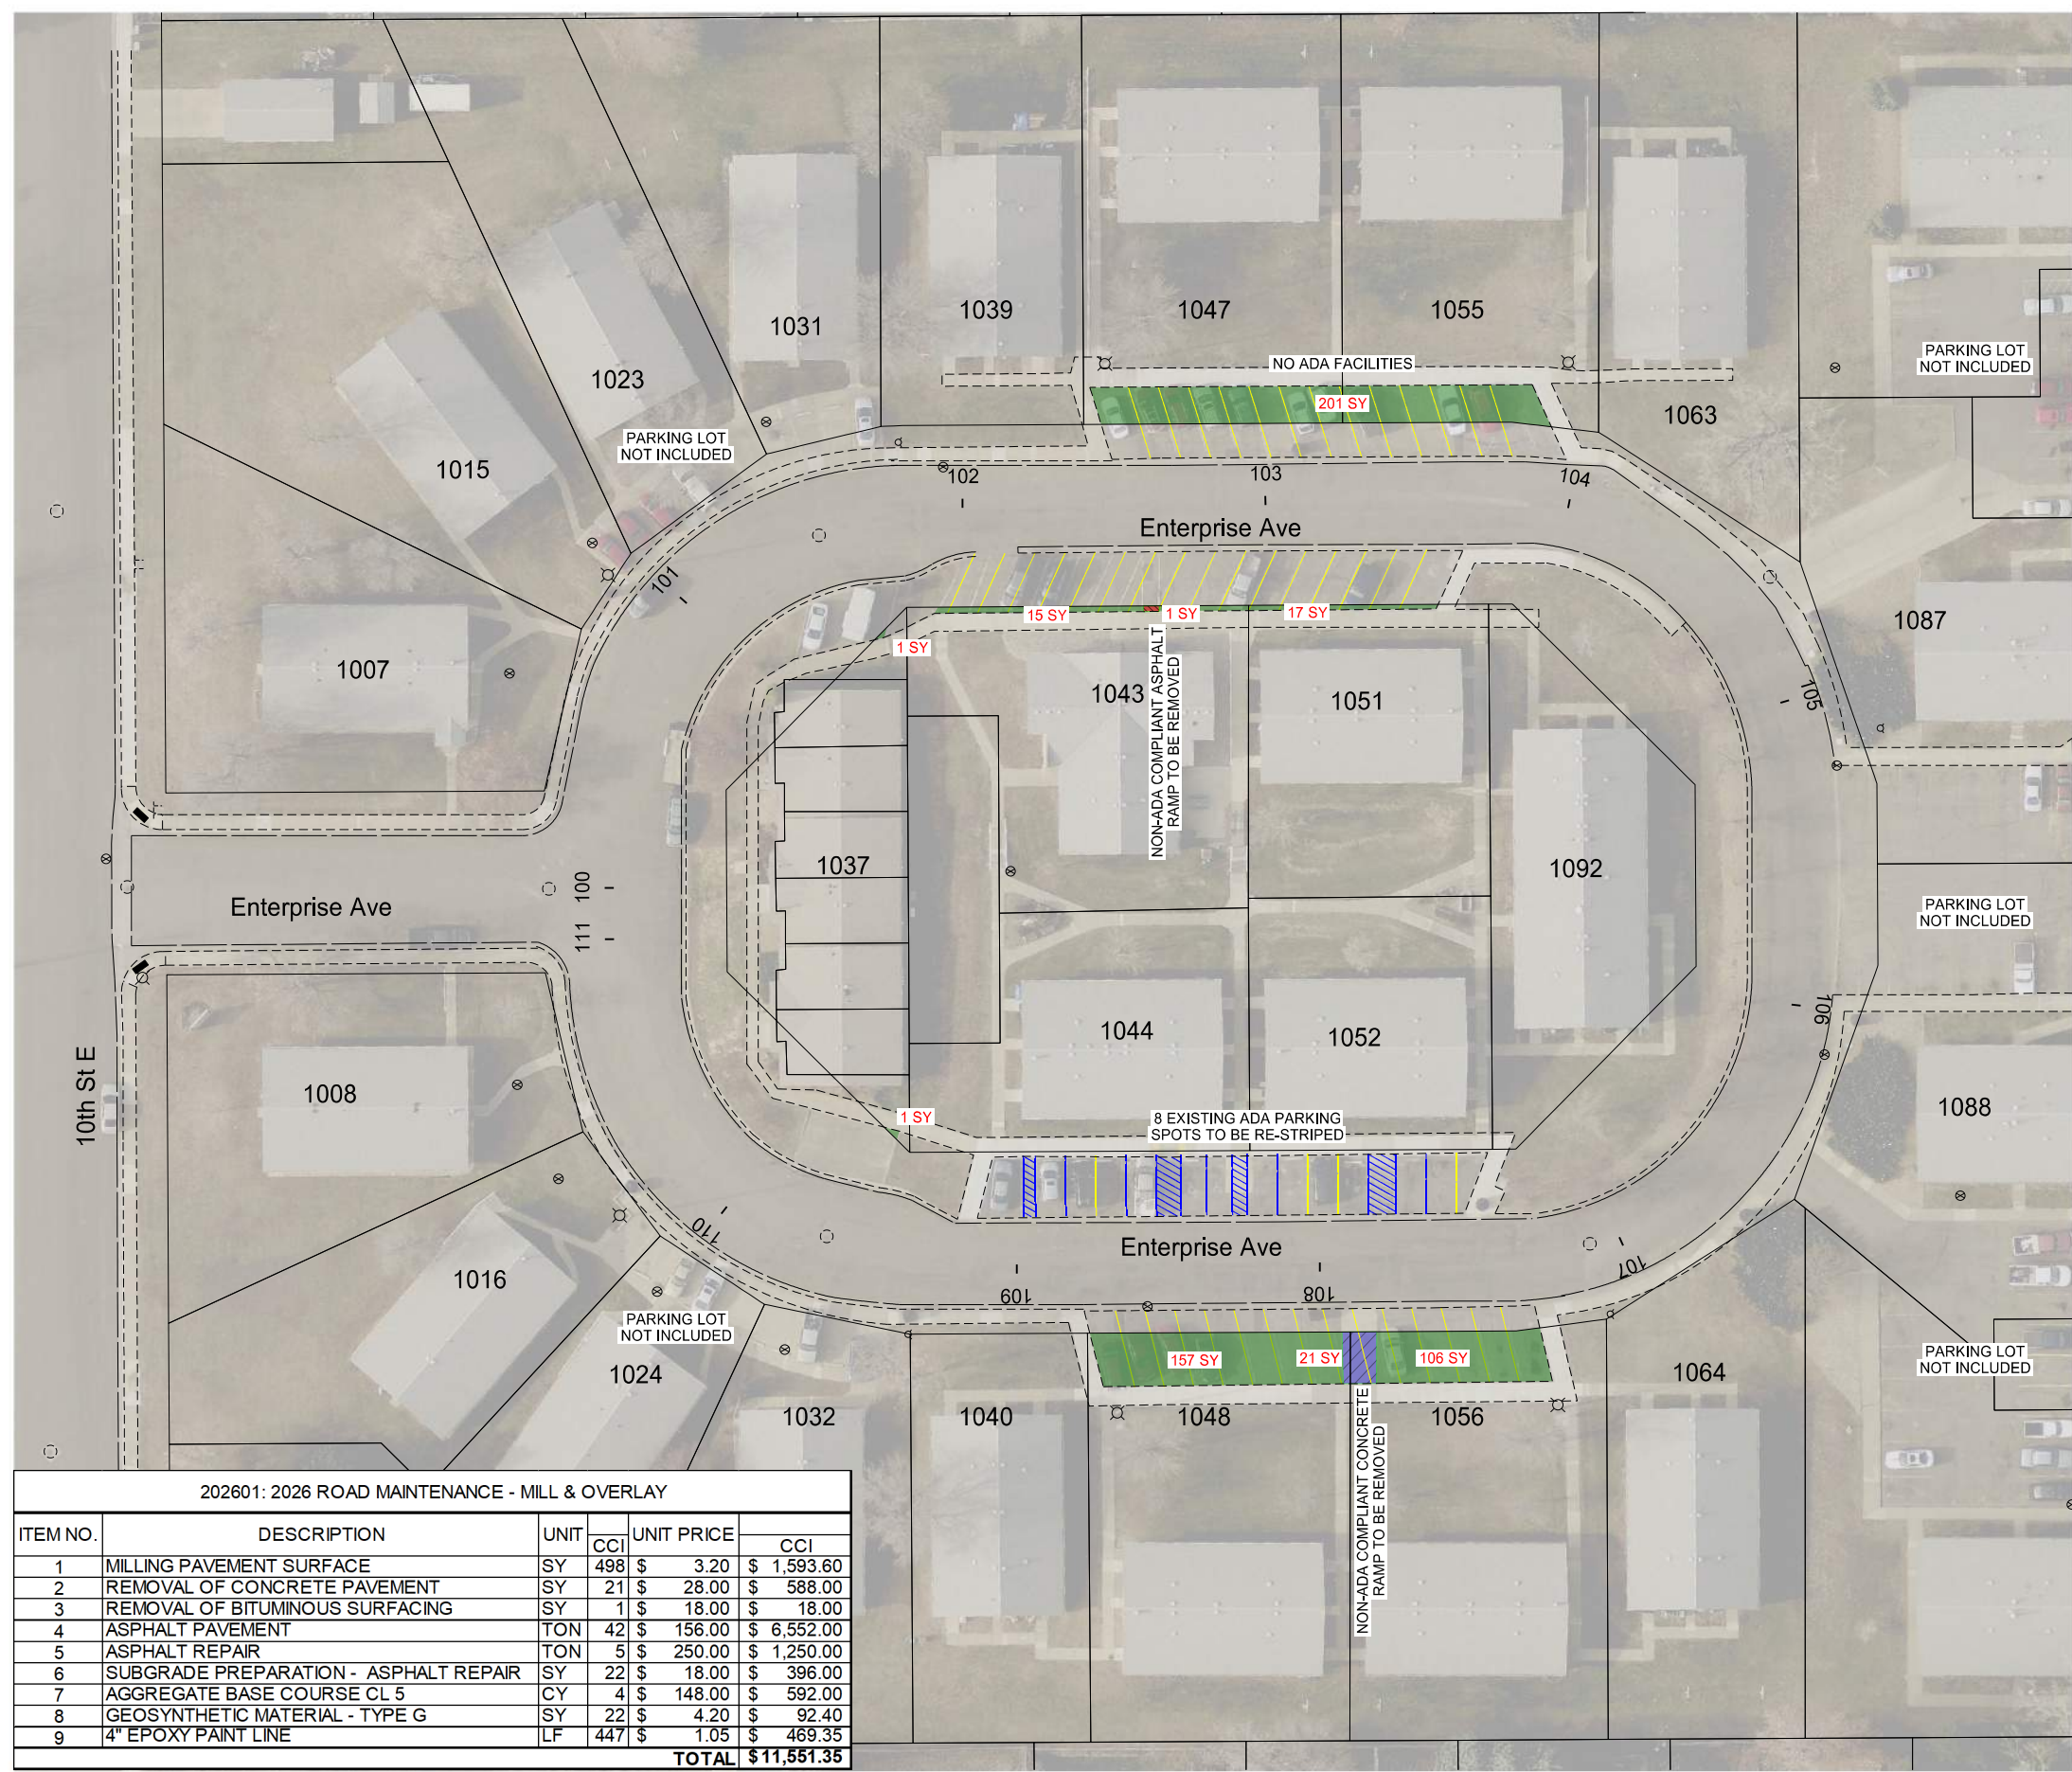 1031
1039
1047
1055
1023
NO ADA FACILITIES
PARKING LOT
NOT INCLUDED
201 SY
1063
PARKING LOT
NOT INCLUDED
1015
102
103
104
Enterprise Ave
101
15 SY
1 SY
17 SY
1087
1 SY
1007
1043
NON-ADA COMPLIANT ASPHALT
RAMP TO BE REMOVED
1051
105
1037
1092
100
Enterprise Ave
111
PARKING LOT
NOT INCLUDED
106
1044
1052
10th St E
1008
1 SY
8 EXISTING ADA PARKING
SPOTS TO BE RE-STRIPED
1088
110
Enterprise Ave
107
1016
109
108
PARKING LOT
NOT INCLUDED
157 SY
21 SY
106 SY
PARKING LOT
NOT INCLUDED
1024
1064
1032
1040
1048
1056
NON-ADA COMPLIANT CONCRETE
RAMP TO BE REMOVED
202601: 2026 ROAD MAINTENANCE - MILL & OVERLAY
ITEM NO. DESCRIPTION UNIT CCI UNIT PRICE CCI
1 MILLING PAVEMENT SURFACE SY 498 $ 3.20 $ 1,593.60
2 REMOVAL OF CONCRETE PAVEMENT SY 21 $ 28.00 $ 588.00
3 REMOVAL OF BITUMINOUS SURFACING SY 1 $ 18.00 $ 18.00
4 ASPHALT PAVEMENT TON 42 $ 156.00 $ 6,552.00
5 ASPHALT REPAIR TON 5 $ 250.00 $ 1,250.00
6 SUBGRADE PREPARATION - ASPHALT REPAIR SY 22 $ 18.00 $ 396.00
7 AGGREGATE BASE COURSE CL 5 CY 4 $ 148.00 $ 592.00
8 GEOSYNTHETIC MATERIAL - TYPE G SY 22 $ 4.20 $ 92.40
9 4" EPOXY PAINT LINE LF 447 $ 1.05 $ 469.35
TOTAL $ 11,551.35